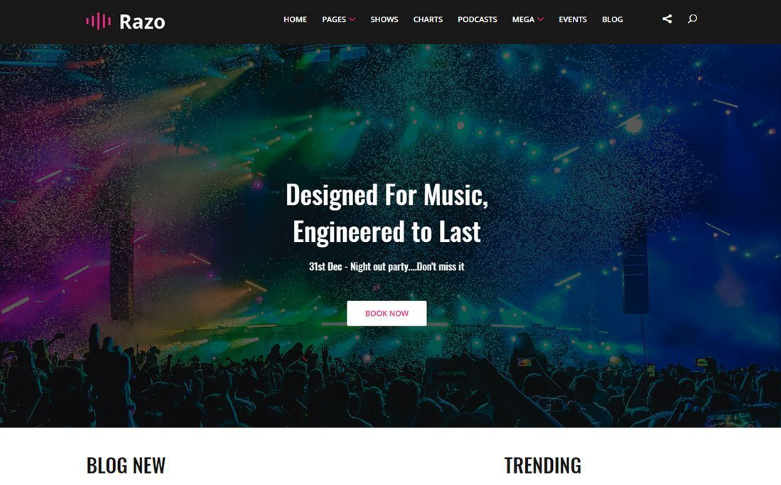 Razo
HOME PAGES SHOWS CHARTS PODCASTS MEGA EVENTS BLOG
Designed For Music,
Engineered to Last
31st Dec - Night out party....Don't miss it
BOOK NOW
BLOG NEW
TRENDING